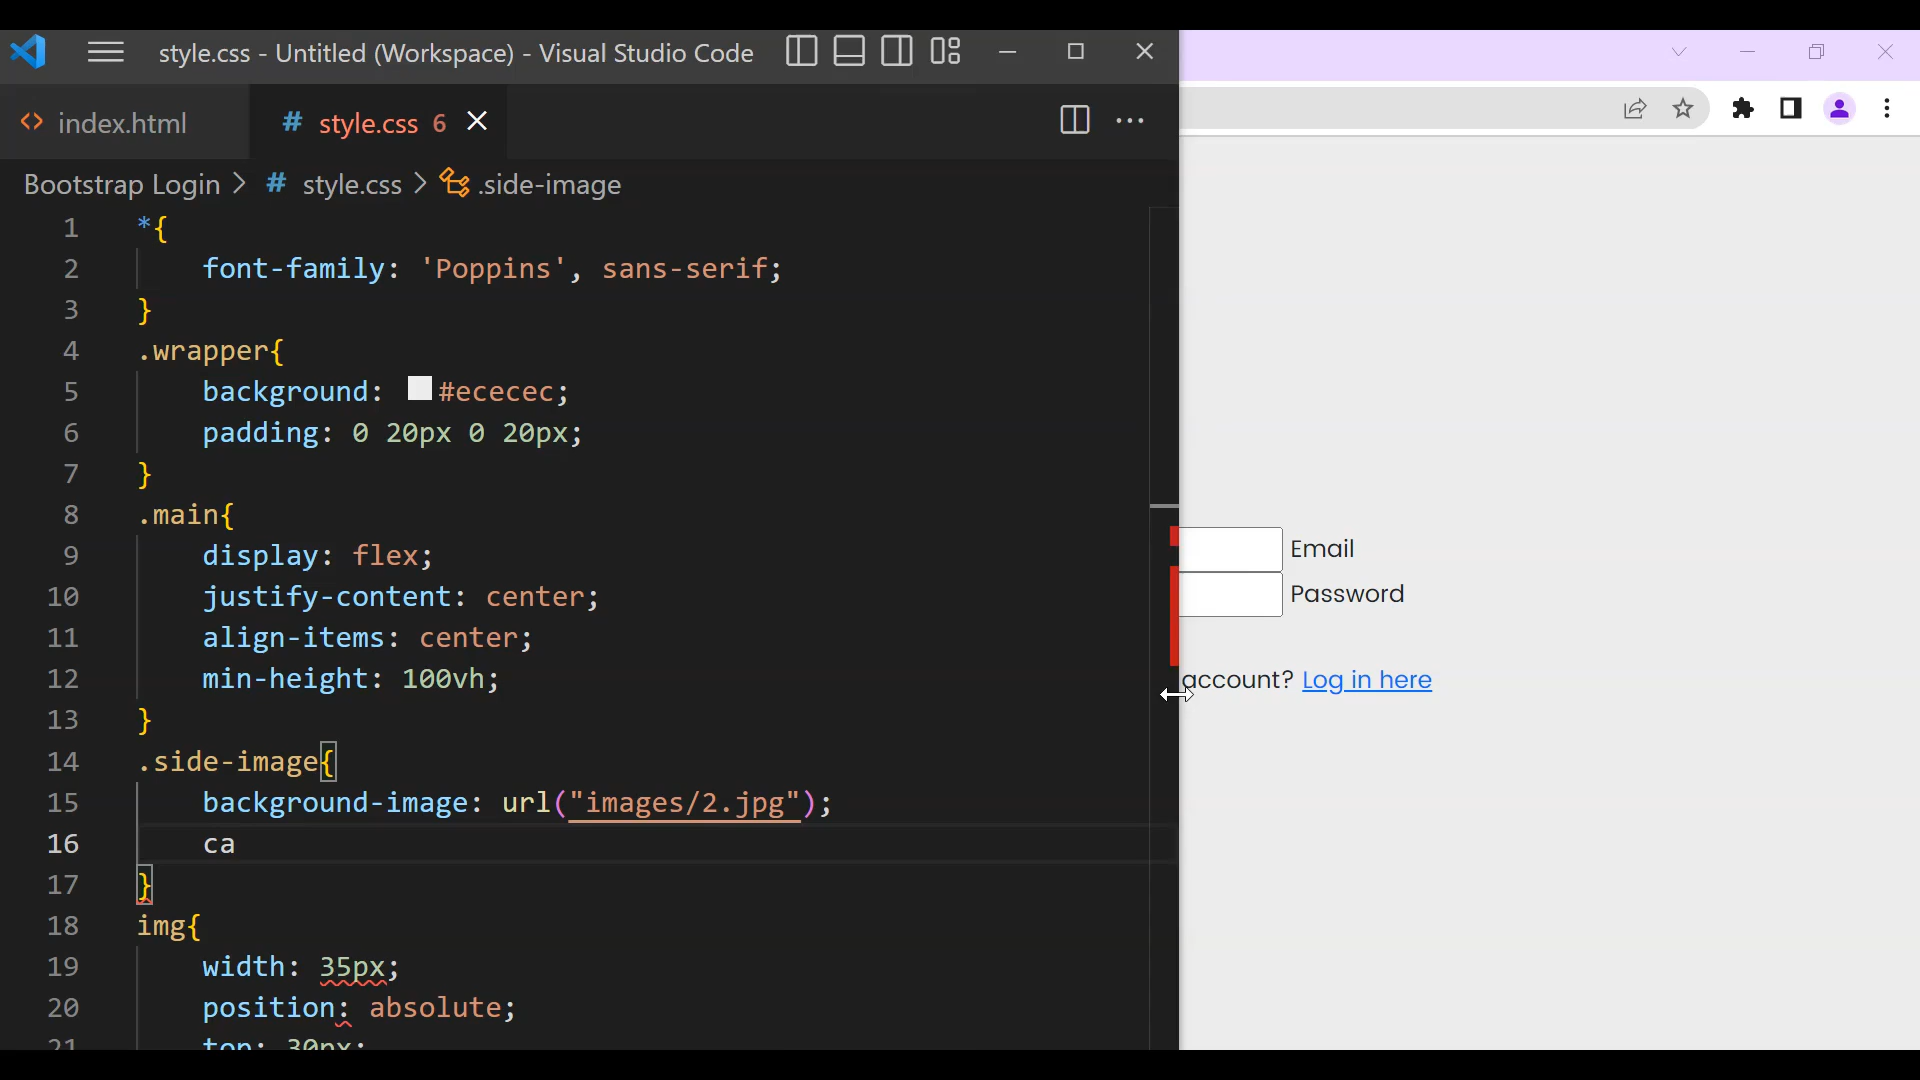 style.css - Untitled (Workspace) - Visual Studio Code
index.html
# style.css 6
Bootstrap Login > # style.css > .side-image
1 *{
2 font-family: 'Poppins', sans-serif;
3 }
4 .wrapper{
5 background: #ececec;
6 padding: 0 20px 0 20px;
7 }
8 .main{
9 display: flex;
10 justify-content: center;
11 align-items: center;
12 min-height: 100vh;
13 }
14 .side-image{
15 background-image: url("images/2.jpg");
16 ca
17 }
18 img{
19 width: 35px;
20 position: absolute;
21 top: 30px;
Email
Password
account? Log in here